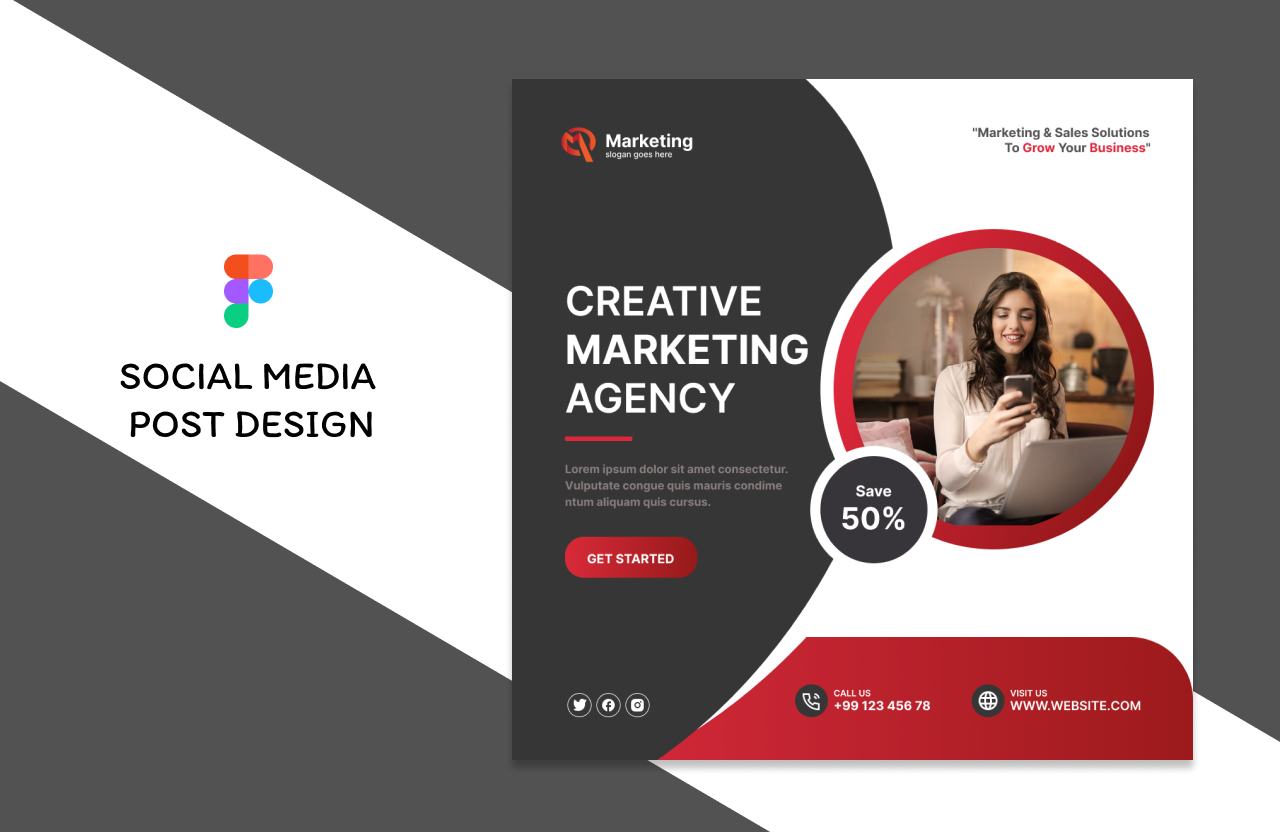 SOCIAL MEDIA
POST DESIGN
Marketing
slogan goes here
"Marketing & Sales Solutions
To Grow Your Business"
CREATIVE
MARKETING
AGENCY
Lorem ipsum dolor sit amet consectetur.
Vulputate congue quis mauris condime
ntum aliquam quis cursus.
GET STARTED
Save
50%
CALL US
+99 123 456 78
VISIT US
WWW.WEBSITE.COM